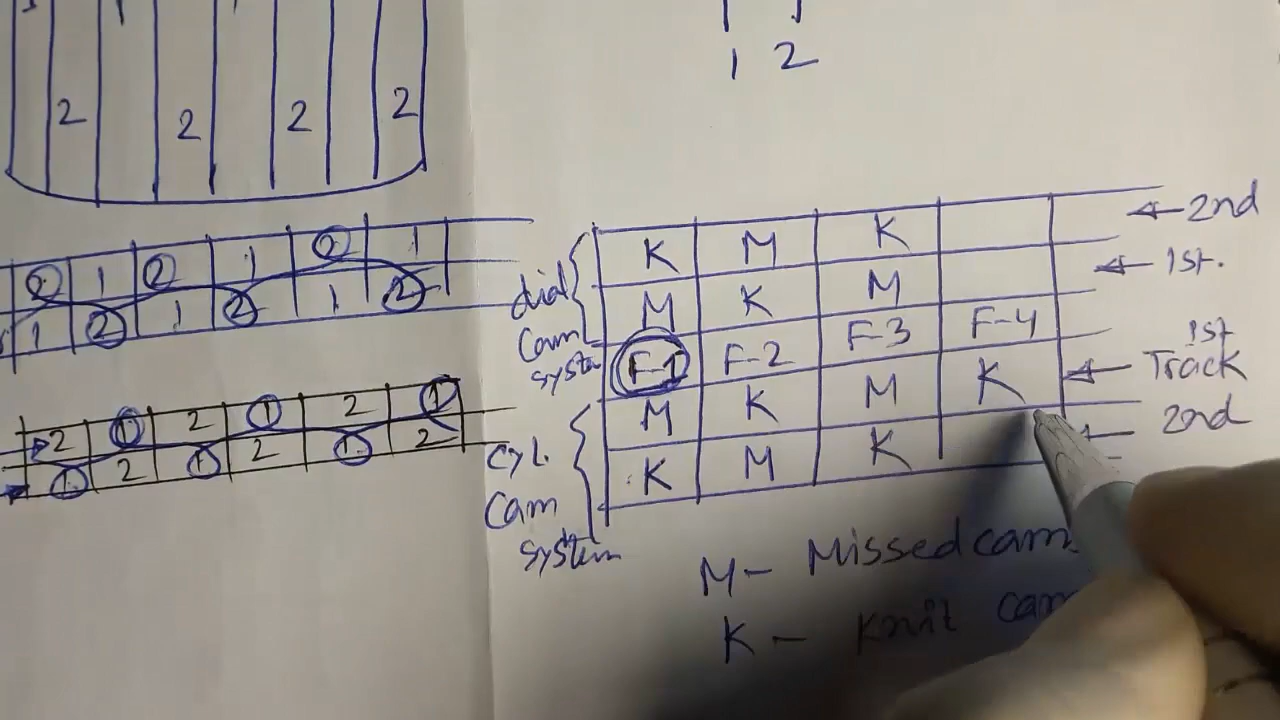 1 2
2 2 2 2
2 1 2 1 2 1
1 2 1 2 1 2
2 1 2 1 2 1
1 2 1 2 1 2
K M K ← 2nd
dial M K M ← 1st.
Cam F-1 F-2 F-3 F-4 1st
M K M K ← Track
Cyl. K M K ← 2nd
Cam
System
M - Missed cam
K - Knit cam